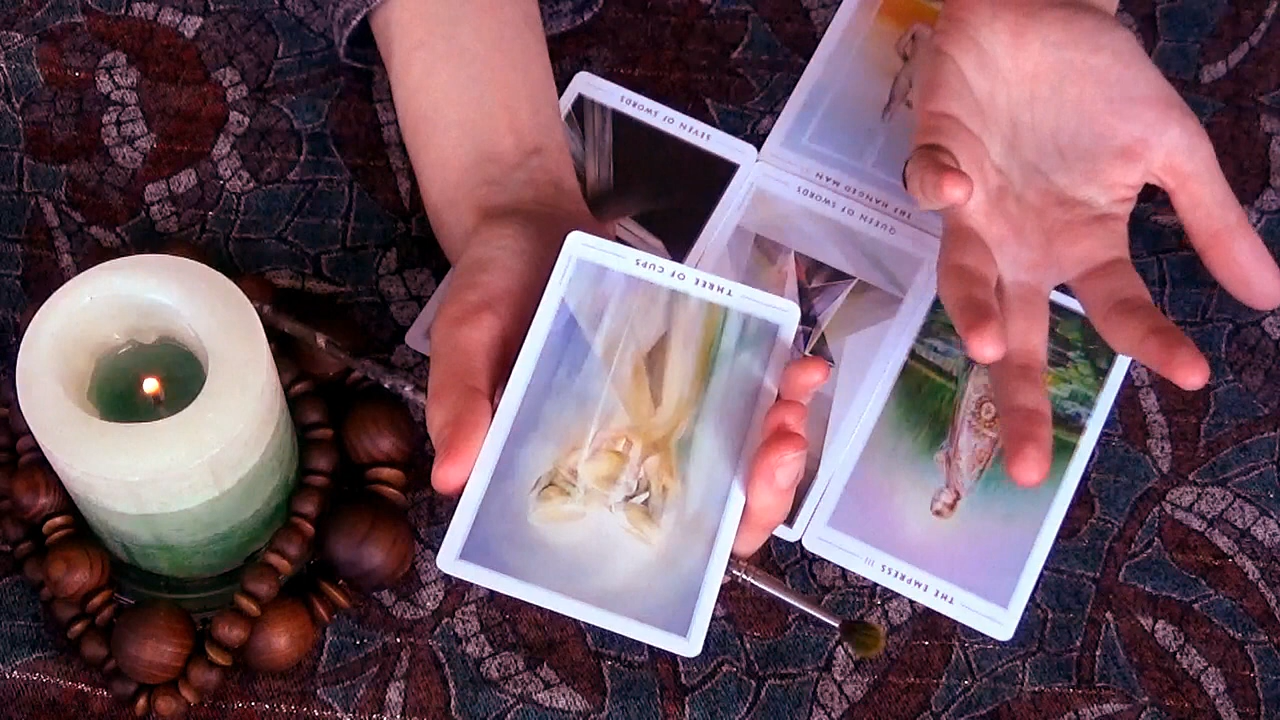 SEVEN OF SWORDS
THE HANGED MAN
QUEEN OF SWORDS
THREE OF CUPS
THE EMPRESS III